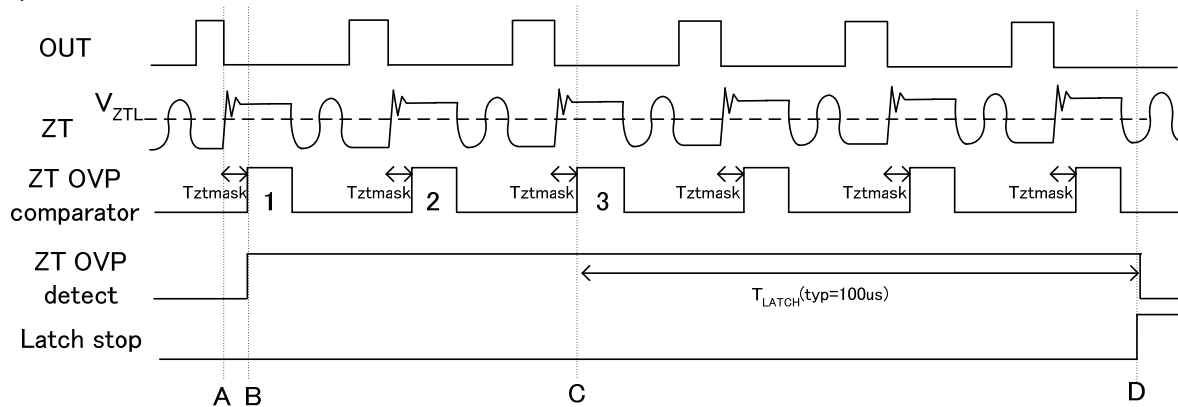 OUT
V_ZTL
ZT
ZT OVP
comparator
Tztmask
Tztmask
Tztmask
Tztmask
Tztmask
Tztmask
1
2
3
ZT OVP
detect
T_LATCH(typ=100us)
Latch stop
A B C D